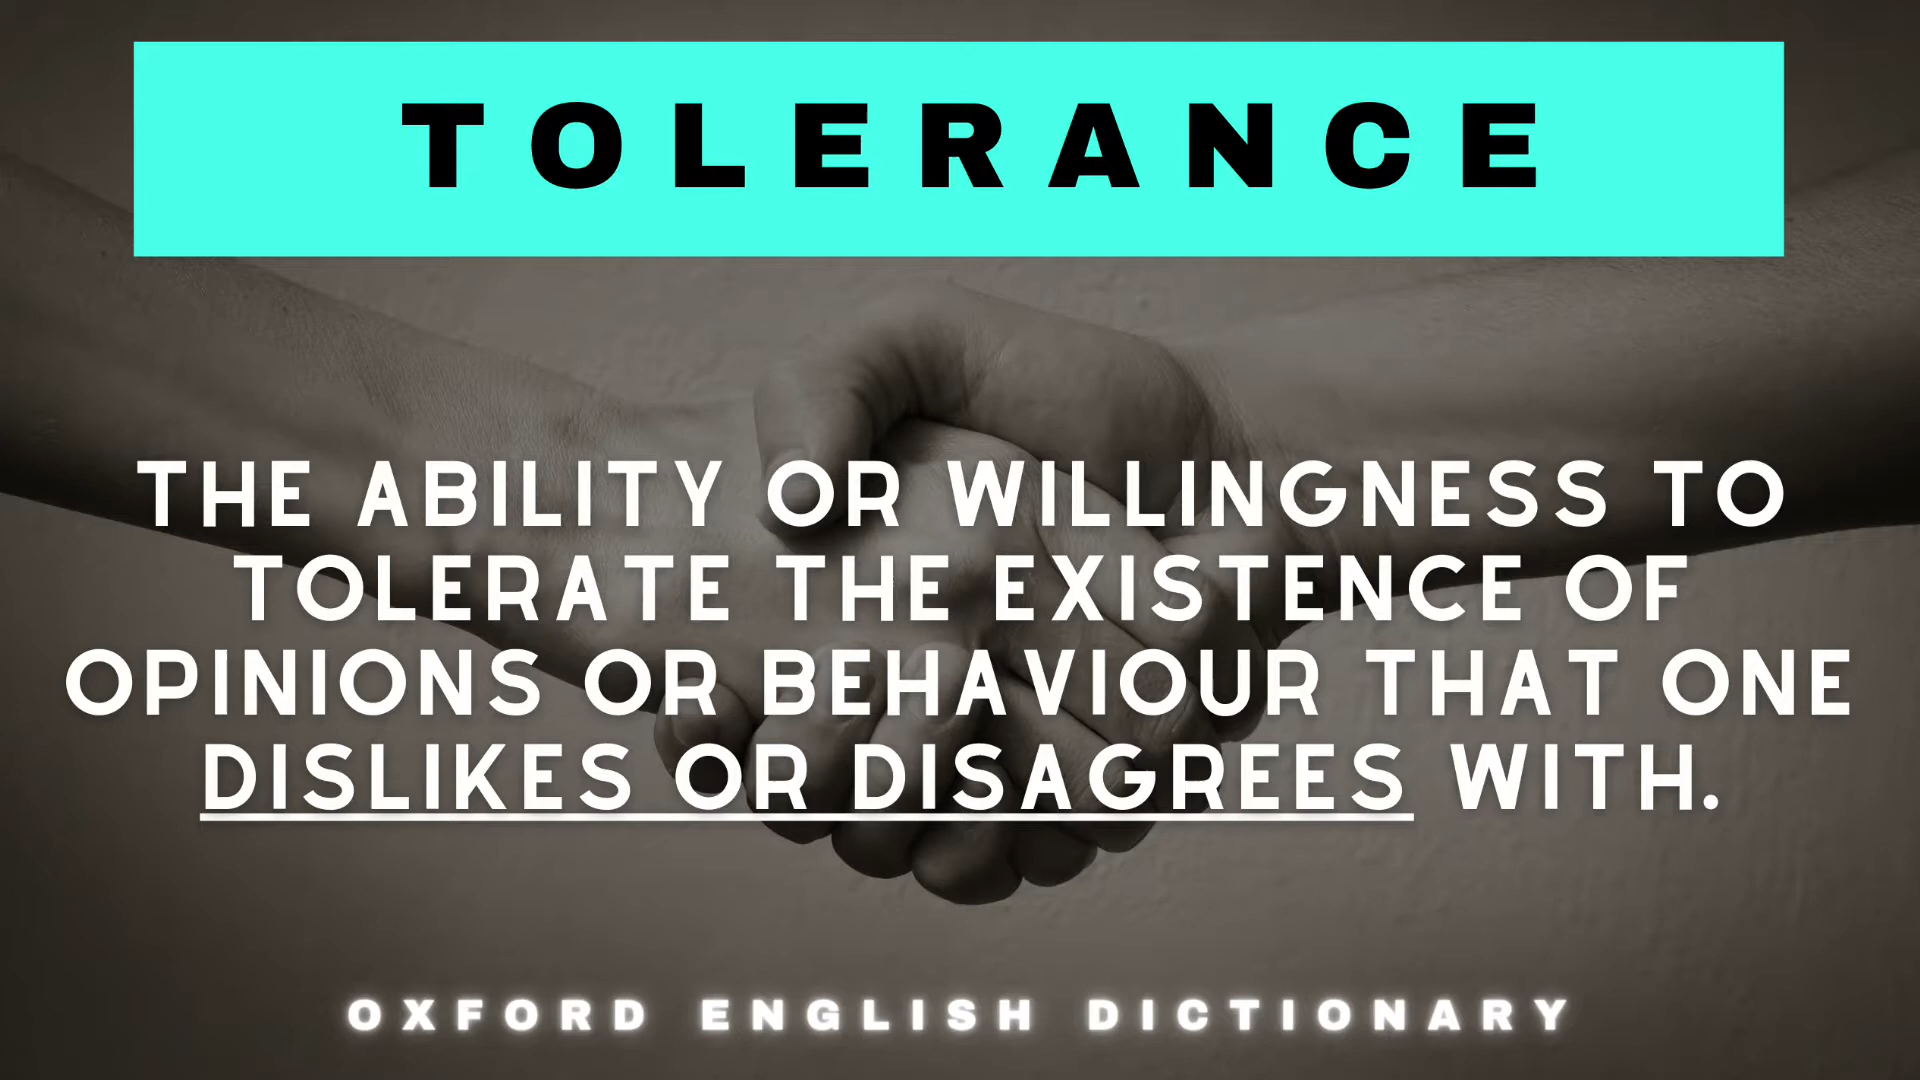 TOLERANCE
THE ABILITY OR WILLINGNESS TO
TOLERATE THE EXISTENCE OF
OPINIONS OR BEHAVIOUR THAT ONE
DISLIKES OR DISAGREES WITH.
OXFORD ENGLISH DICTIONARY